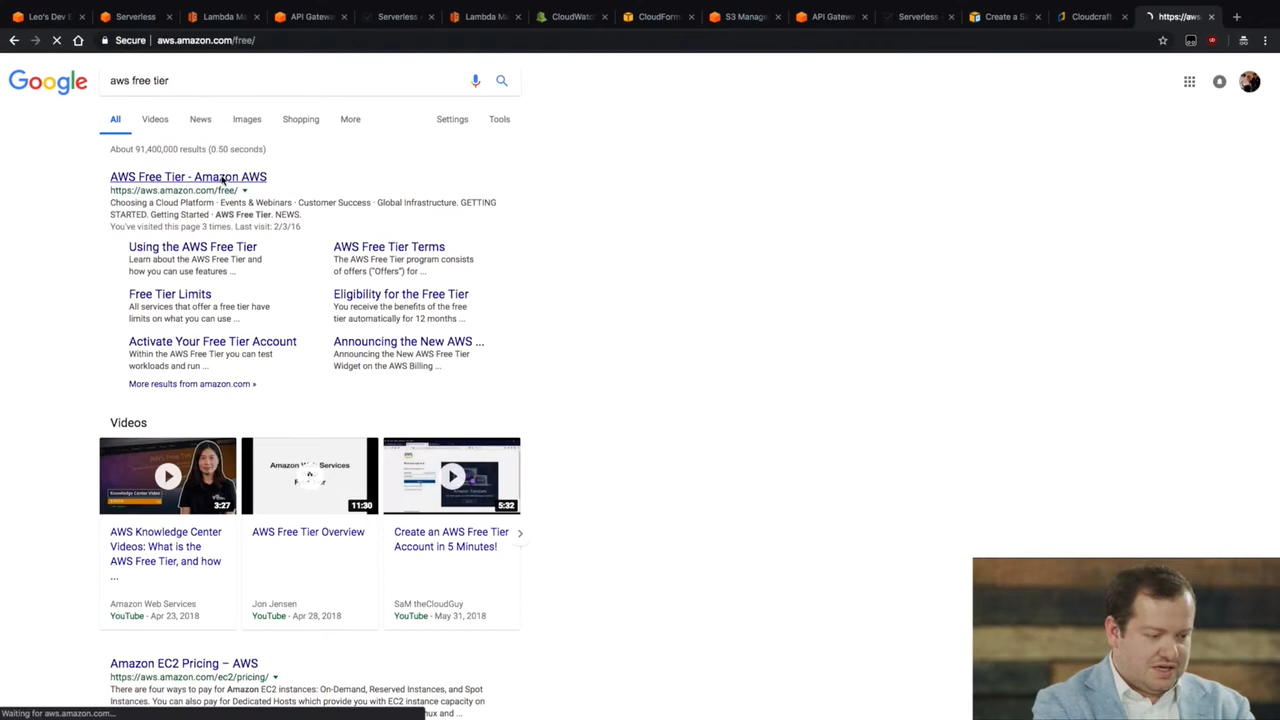 Leo's Dev E
Serverless
Lambda Ma
API Gatewa
Serverless
Lambda Ma
CloudWatc
CloudForm
S3 Manage
API Gatewa
Serverless
Create a Si
Cloudcraft
https://aws.
Secure
aws.amazon.com/free/
Google
aws free tier
All
Videos
News
Images
Shopping
More
Settings
Tools
About 91,400,000 results (0.50 seconds)
AWS Free Tier - Amazon AWS
https://aws.amazon.com/free/
Choosing a Cloud Platform · Events & Webinars · Customer Success · Global Infrastructure. GETTING
STARTED. Getting Started · AWS Free Tier. NEWS.
You've visited this page 3 times. Last visit: 2/3/16
Using the AWS Free Tier
Learn about the AWS Free Tier and
how you can use features ...
AWS Free Tier Terms
The AWS Free Tier program consists
of offers ("Offers") for ...
Free Tier Limits
All services that offer a free tier have
limits on what you can use ...
Eligibility for the Free Tier
You receive the benefits of the free
tier automatically for 12 months ...
Activate Your Free Tier Account
Within the AWS Free Tier you can test
workloads and run ...
Announcing the New AWS ...
Announcing the New AWS Free Tier
Widget on the AWS Billing ...
More results from amazon.com »
Videos
Knowledge Center Video
3:27
Amazon Web Services
11:30
5:32
AWS Knowledge Center
Videos: What is the
AWS Free Tier, and how
...
Amazon Web Services
YouTube - Apr 23, 2018
AWS Free Tier Overview
Jon Jensen
YouTube - Apr 28, 2018
Create an AWS Free Tier
Account in 5 Minutes!
SaM theCloudGuy
YouTube - May 31, 2018
Amazon EC2 Pricing – AWS
https://aws.amazon.com/ec2/pricing/
There are four ways to pay for Amazon EC2 instances: On-Demand, Reserved Instances, and Spot
Instances. You can also pay for Dedicated Hosts which provide you with EC2 instance capacity on
Waiting for aws.amazon.com...
nux and ...